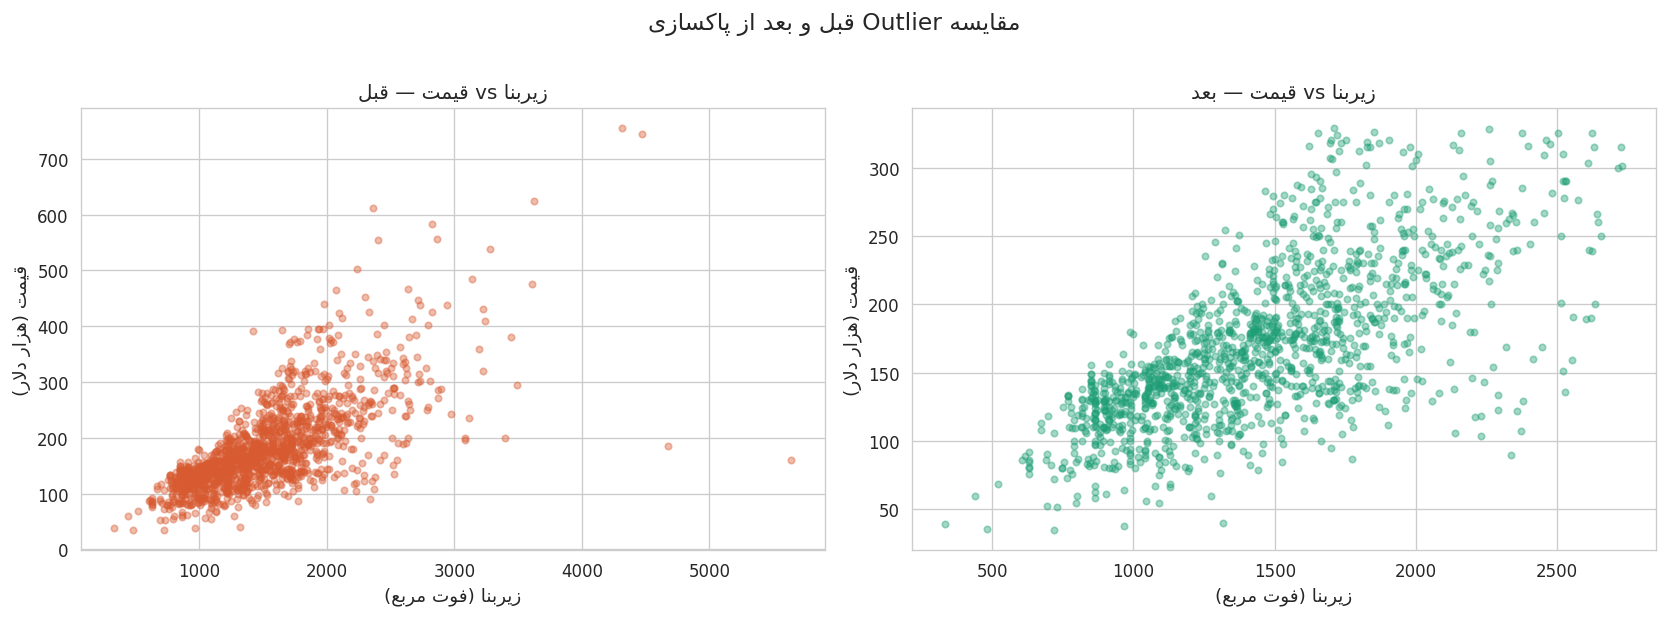 مقایسه Outlier قبل و بعد از پاکسازی
زیربنا vs قیمت — قبل
قیمت (هزار دلار)
700
600
500
400
300
200
100
0
1000 2000 3000 4000 5000
زیربنا (فوت مربع)
زیربنا vs قیمت — بعد
قیمت (هزار دلار)
300
250
200
150
100
50
500 1000 1500 2000 2500
زیربنا (فوت مربع)